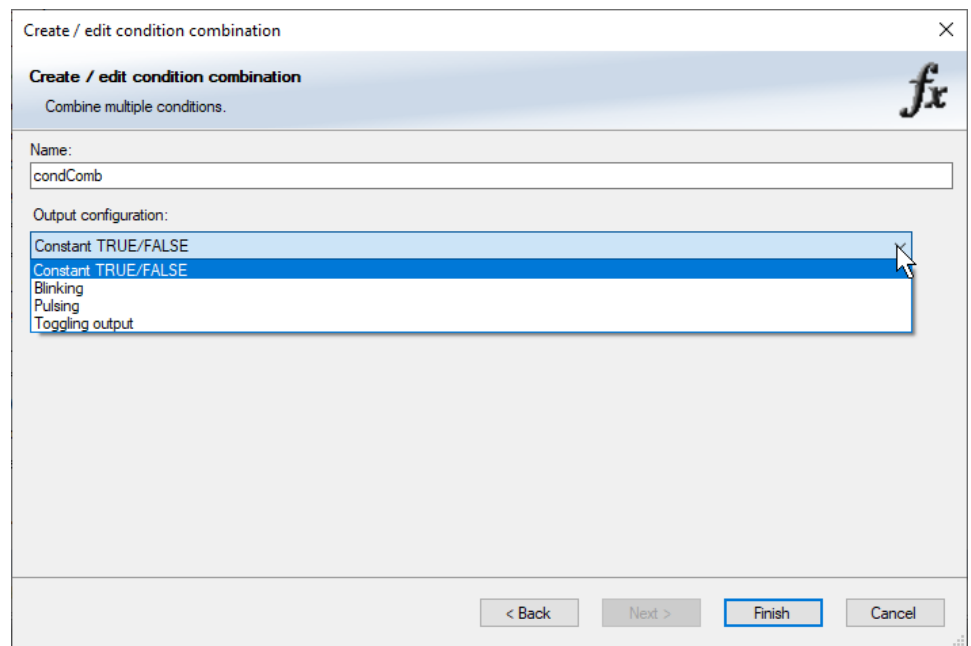 Create / edit condition combination
Create / edit condition combination
Combine multiple conditions.
fx
Name:
condComb
Output configuration:
Constant TRUE/FALSE
Constant TRUE/FALSE
Blinking
Pulsing
Toggling output
< Back Next > Finish Cancel